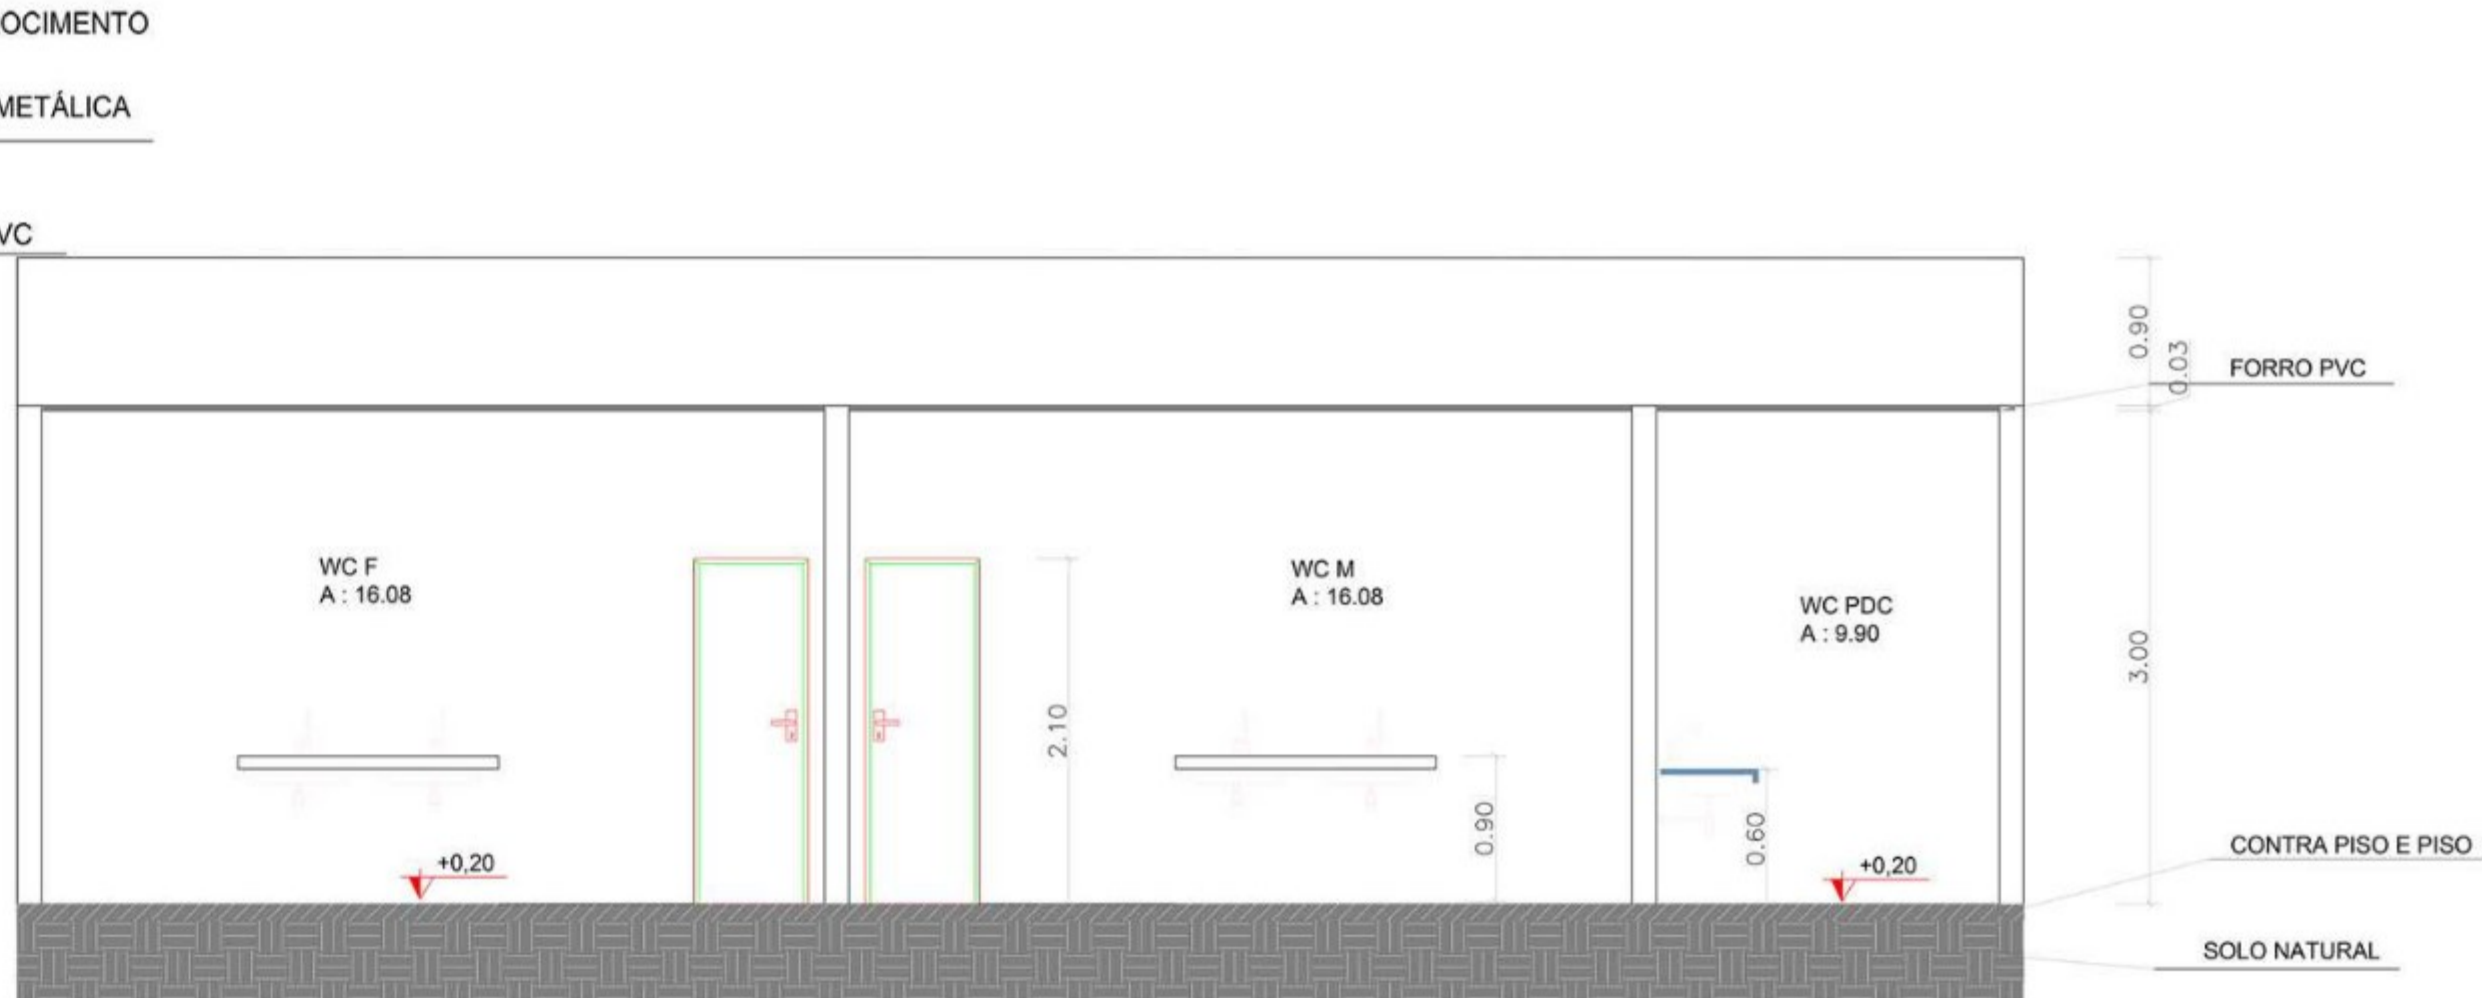 OCIMENTO
METÁLICA
VC
0.90
0.03
FORRO PVC
WC F
A : 16.08
WC M
A : 16.08
WC PDC
A : 9.90
3.00
2.10
0.90
0.60
+0,20
+0,20
CONTRA PISO E PISO
SOLO NATURAL